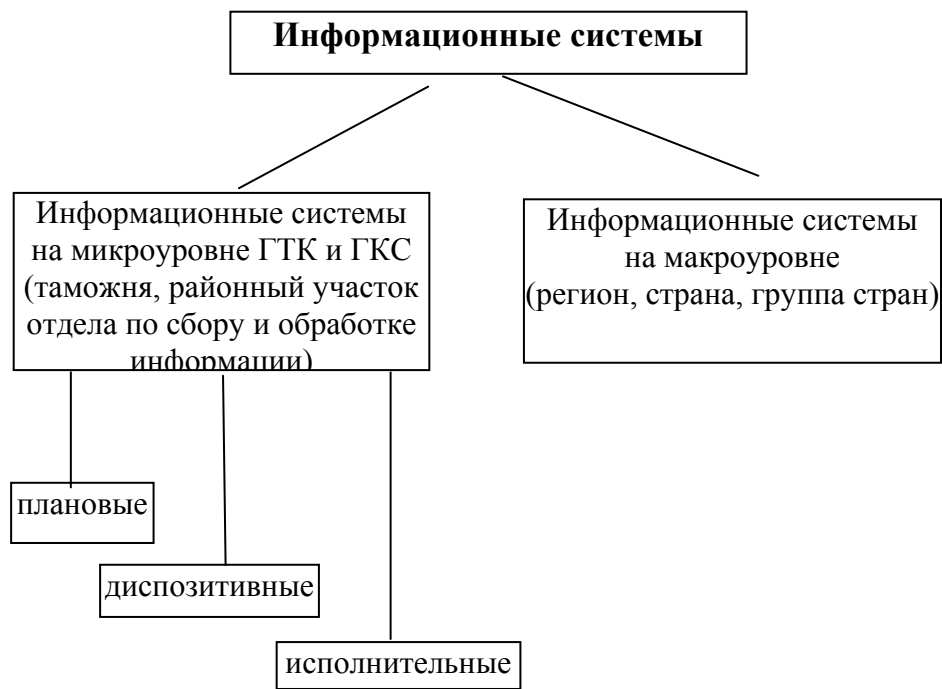 Информационные системы
Информационные системы
на микроуровне ГТК и ГКС
(таможня, районный участок
отдела по сбору и обработке
информации)
Информационные системы
на макроуровне
(регион, страна, группа стран)
плановые
диспозитивные
исполнительные